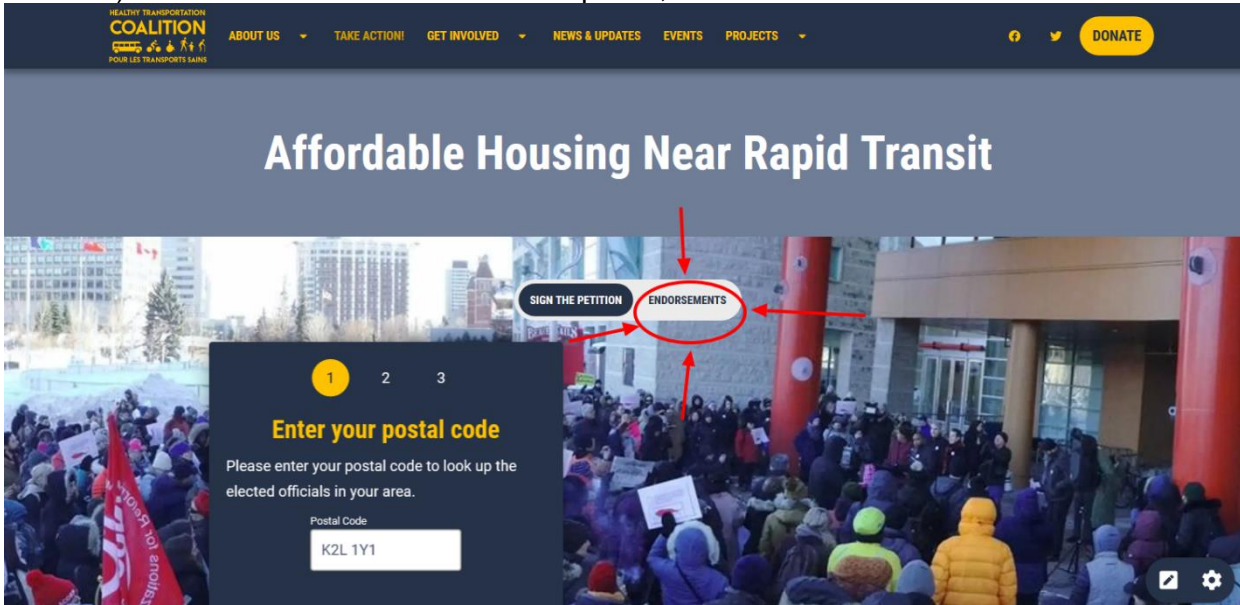 HEALTHY TRANSPORTATION
COALITION
POUR LES TRANSPORTS SAINS
ABOUT US TAKE ACTION! GET INVOLVED NEWS & UPDATES EVENTS PROJECTS DONATE
Affordable Housing Near Rapid Transit
SIGN THE PETITION ENDORSEMENTS
1 2 3
Enter your postal code
Please enter your postal code to look up the
elected officials in your area.
Postal Code
K2L 1Y1